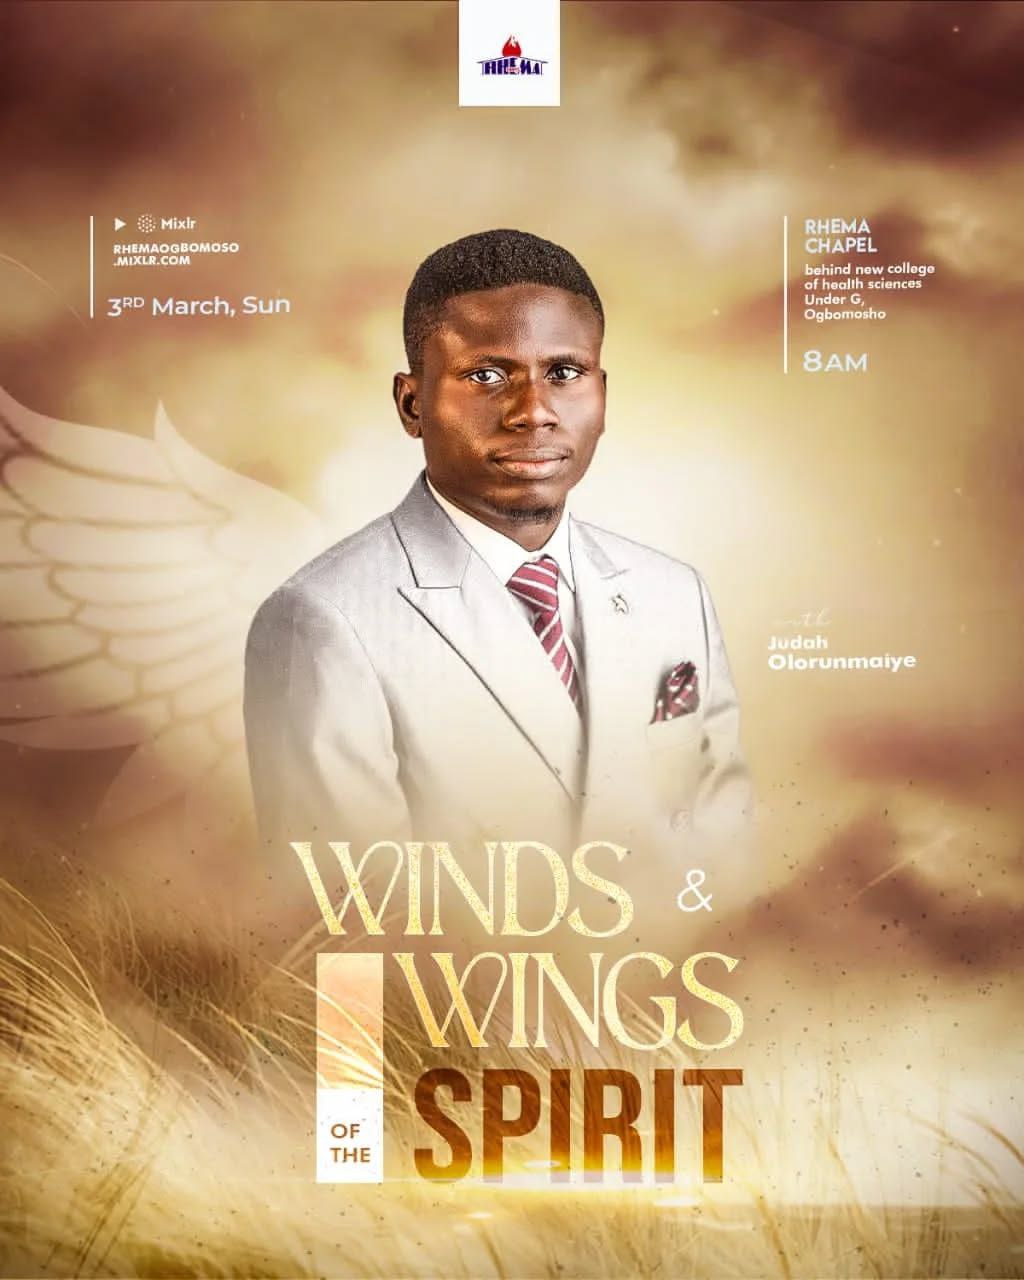 RHEMA
Mixlr
RHEMAOGBOMOSO
.MIXLR.COM
3RD March, Sun
RHEMA
CHAPEL
behind new college
of health sciences
Under G,
Ogbomosho
8AM
with
Judah
Olorunmaiye
WINDS &
WINGS
OF
THE
SPIRIT